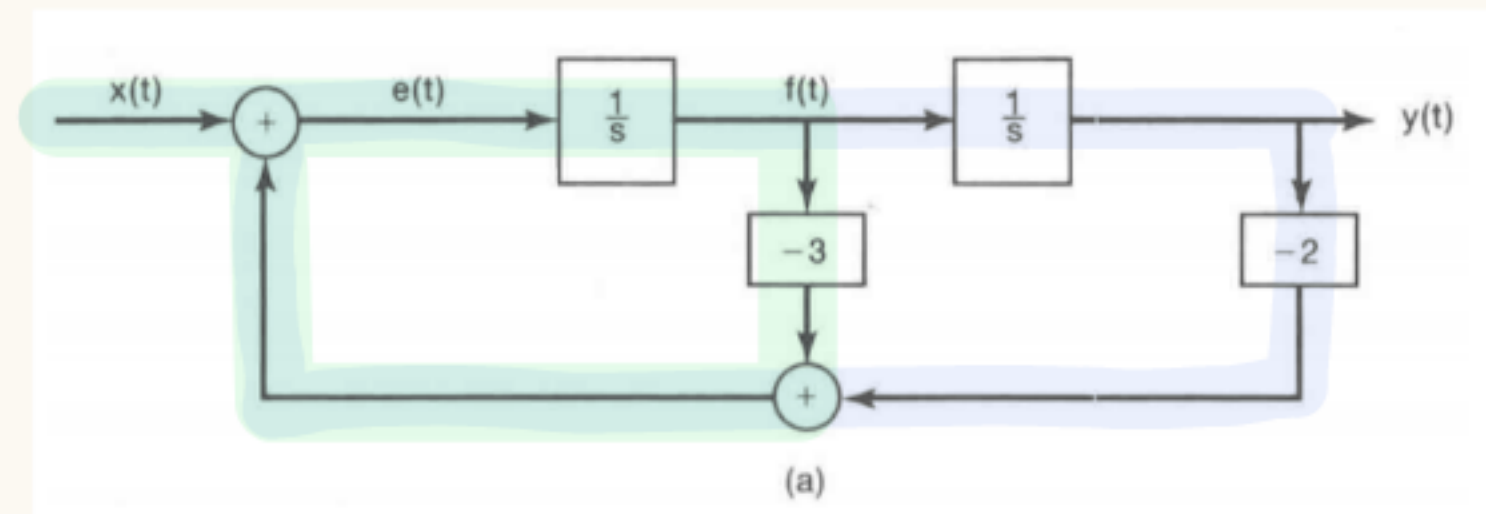 x(t) + e(t) 1/s f(t) 1/s y(t)
−3 −2
+
(a)